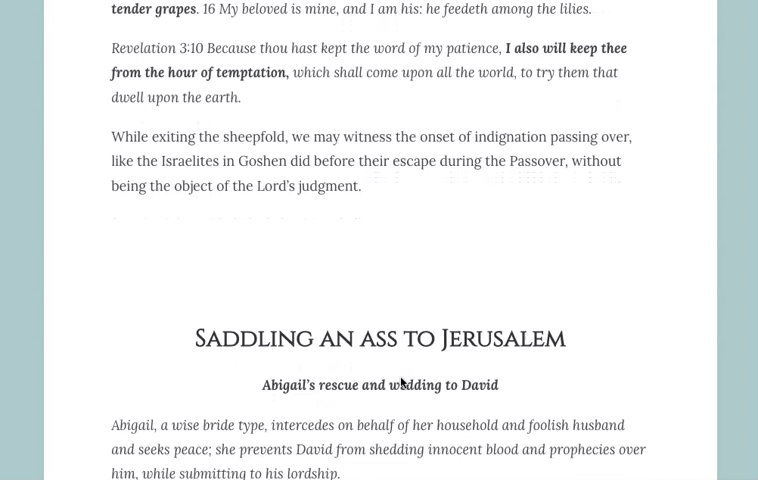 tender grapes. 16 My beloved is mine, and I am his: he feedeth among the lilies.
Revelation 3:10 Because thou hast kept the word of my patience, I also will keep thee
from the hour of temptation, which shall come upon all the world, to try them that
dwell upon the earth.
While exiting the sheepfold, we may witness the onset of indignation passing over,
like the Israelites in Goshen did before their escape during the Passover, without
being the object of the Lord's judgment.
Saddling an ass to Jerusalem
Abigail's rescue and wedding to David
Abigail, a wise bride type, intercedes on behalf of her household and foolish husband
and seeks peace; she prevents David from shedding innocent blood and prophecies over
him, while submitting to his lordship.